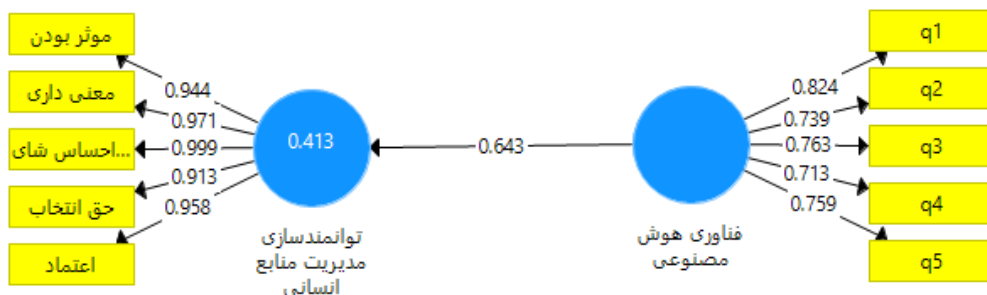 موثر بودن
معنی داری
احساس شای...
حق انتخاب
اعتماد
0.944
0.971
0.999
0.913
0.958
0.413
توانمندسازی
مدیریت منابع
انسانی
0.643
فناوری هوش
مصنوعی
0.824
0.739
0.763
0.713
0.759
q1
q2
q3
q4
q5